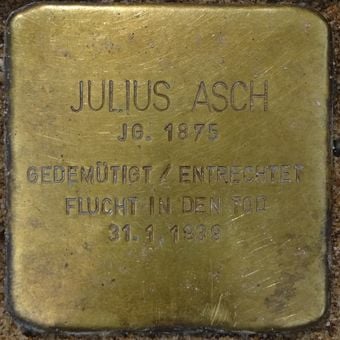 JULIUS ASCH
JG. 1875
GEDEMÜTIGT / ENTRECHTET
FLUCHT IN DEN TOD
31.1.1939